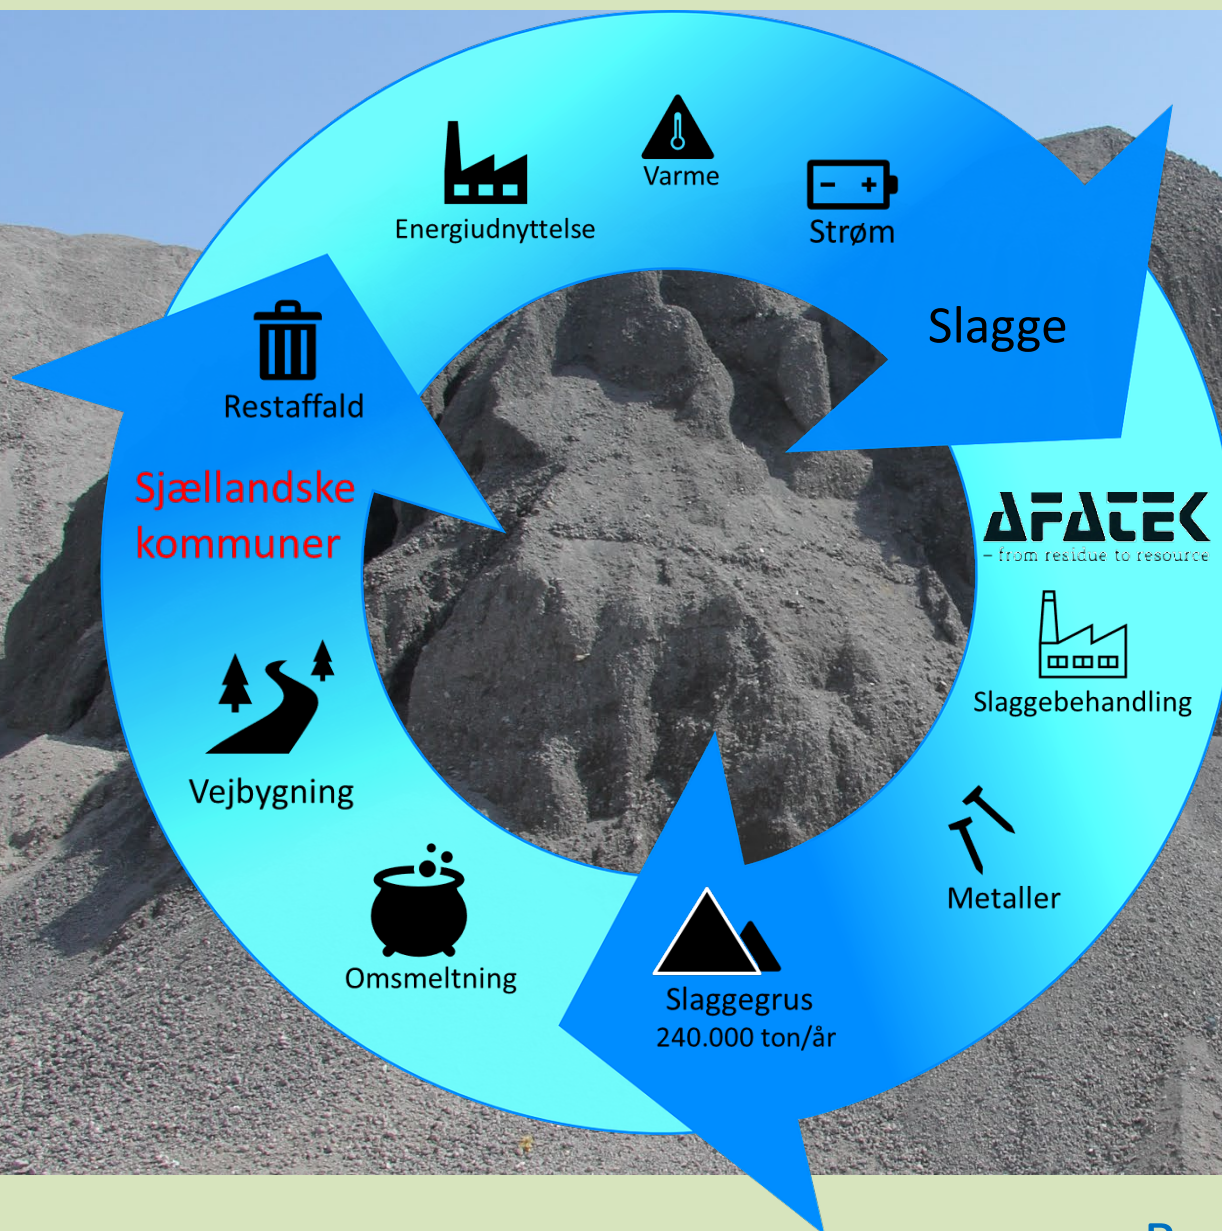 Varme
Energiudnyttelse
Strøm
Slagge
Restaffald
Sjællandske
kommuner
AFATEK
– from residue to resource
Slaggebehandling
Vejbygning
Metaller
Omsmeltning
Slaggegrus
240.000 ton/år